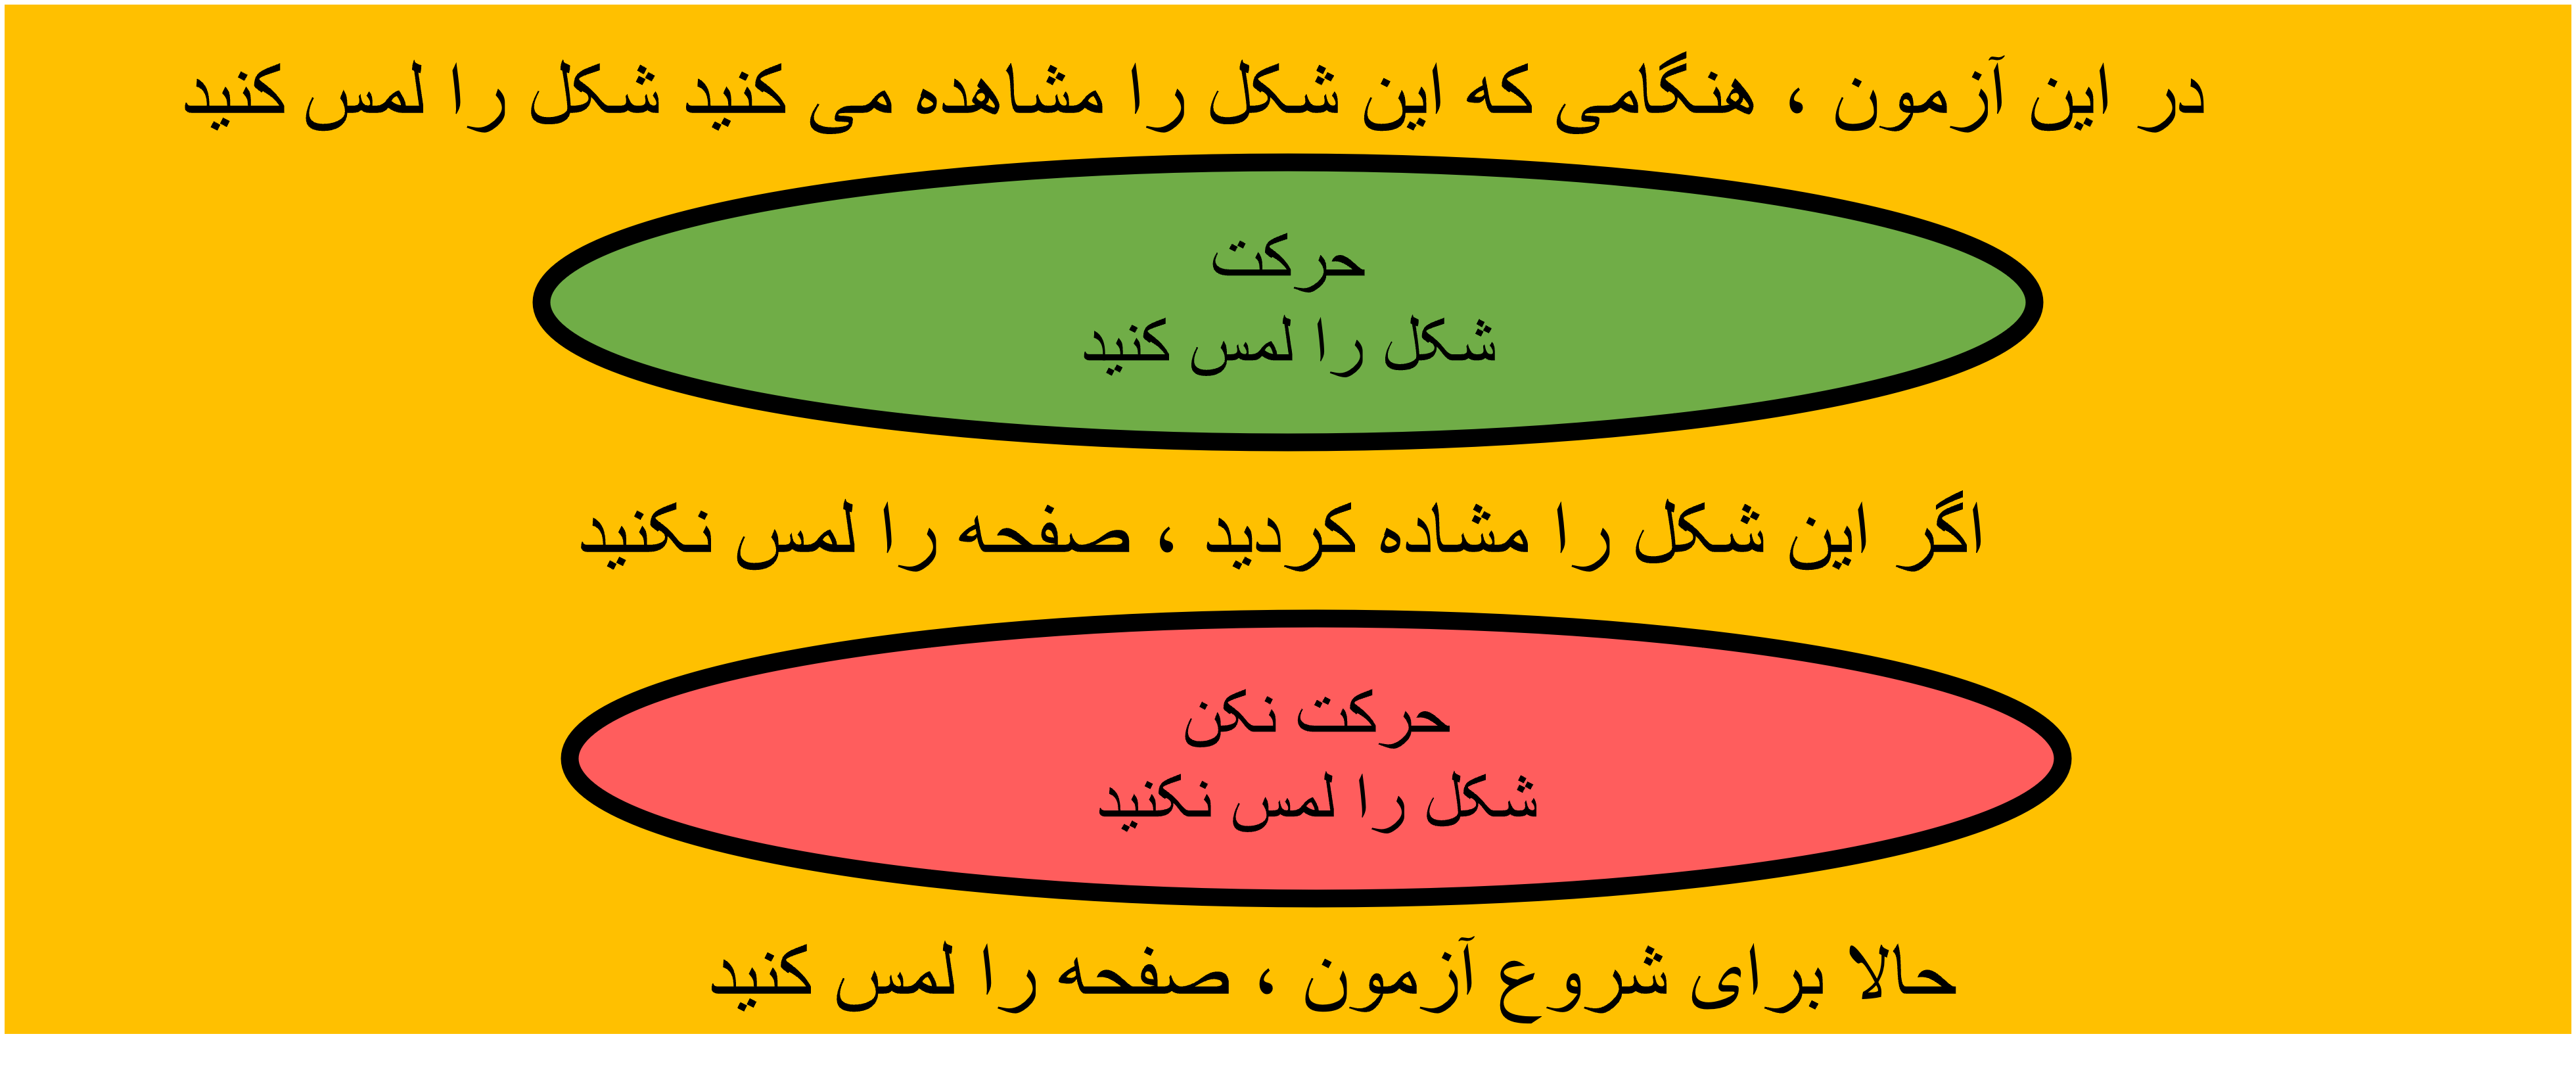 در این آزمون ، هنگامی که این شکل را مشاهده می کنید شکل را لمس کنید
حرکت
شکل را لمس کنید
اگر این شکل را مشاده کردید ، صفحه را لمس نکنید
حرکت نکن
شکل را لمس نکنید
حالا برای شروع آزمون ، صفحه را لمس کنید